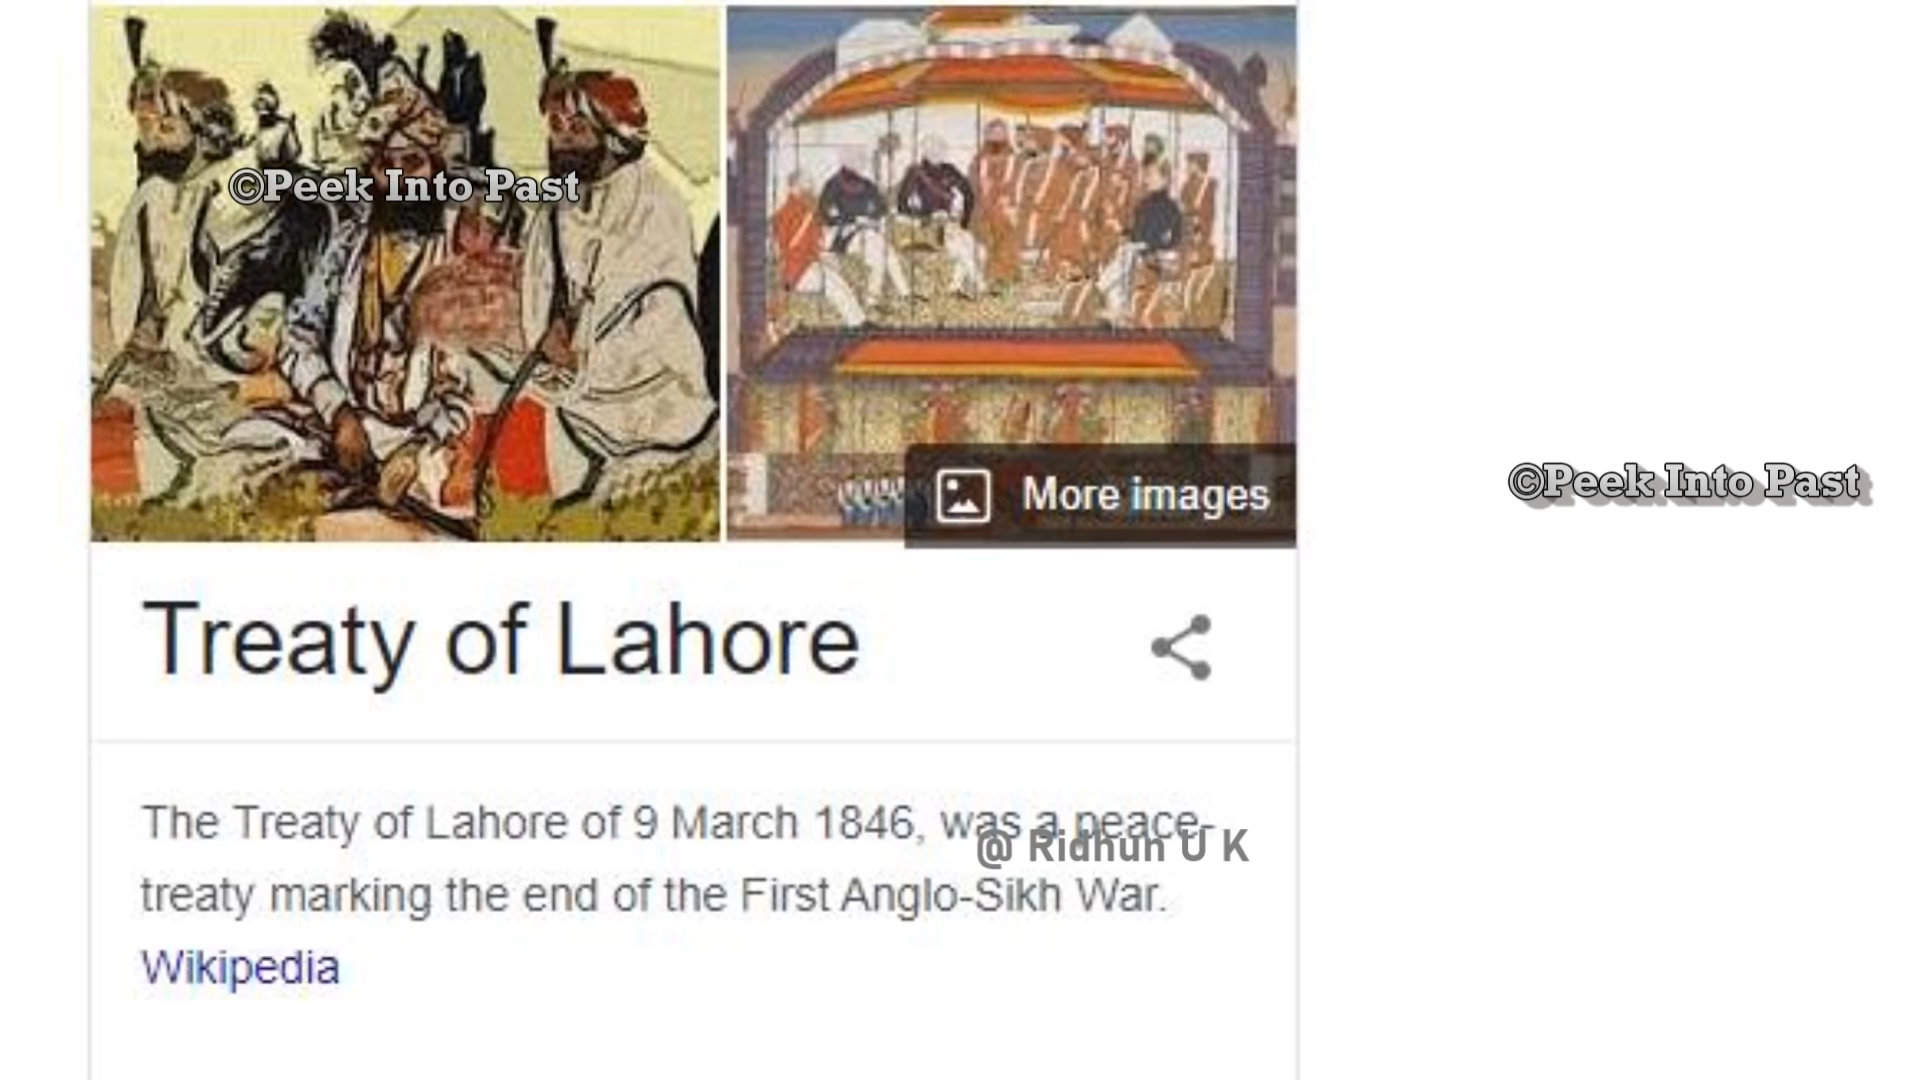 ©Peek Into Past
More images
©Peek Into Past
Treaty of Lahore
The Treaty of Lahore of 9 March 1846, was a peace-
@ Ridhun U K
treaty marking the end of the First Anglo-Sikh War.
Wikipedia